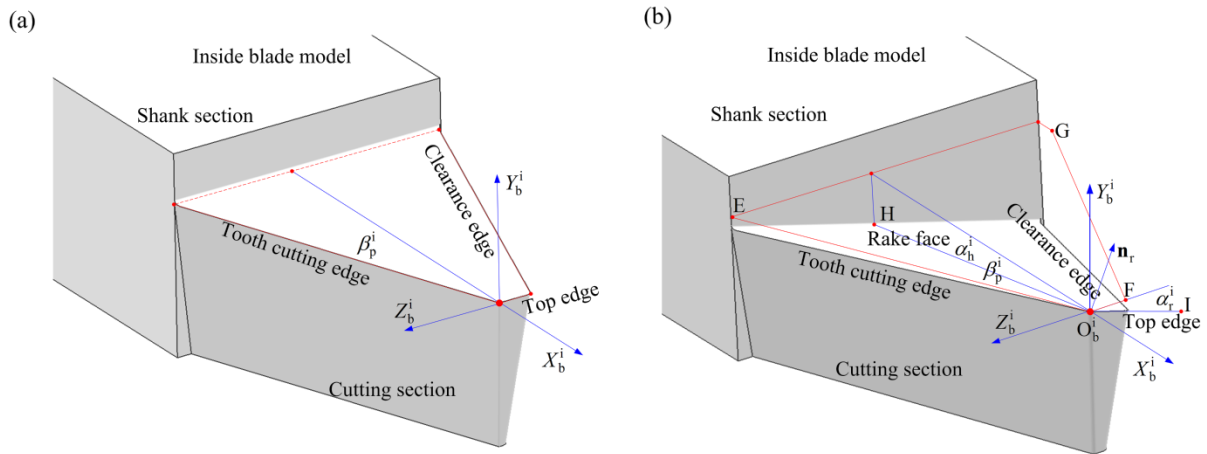 (a)
Inside blade model
Shank section
Clearance edge
Y_b^i
β_p^i
Tooth cutting edge
Top edge
Z_b^i
X_b^i
Cutting section
(b)
Inside blade model
Shank section
G
Y_b^i
E
H
Clearance edge
Rake face
α_h^i
n_r
β_p^i
Tooth cutting edge
F
α_r^i
I
Z_b^i
O_b^i
Top edge
X_b^i
Cutting section